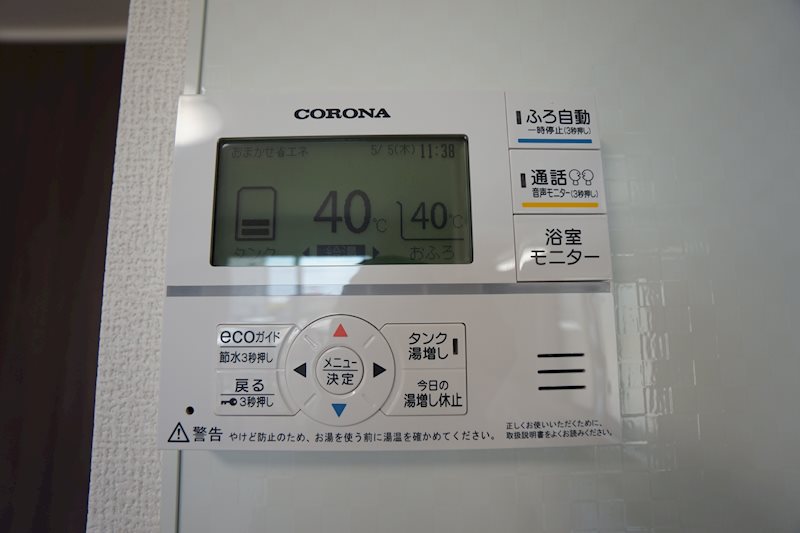 CORONA
おまかせ省エネ 5/ 5(木) 11:38
40℃ 40℃
タンク 給湯 おふろ
ふろ自動
一時停止(3秒押し)
通話
音声モニター(3秒押し)
浴室
モニター
ecoガイド
節水3秒押し
戻る
3秒押し
メニュー
決定
タンク
湯増し
今日の
湯増し休止
警告 やけど防止のため、お湯を使う前に湯温を確かめてください。
正しくお使いいただくために、
取扱説明書をよくお読みください。